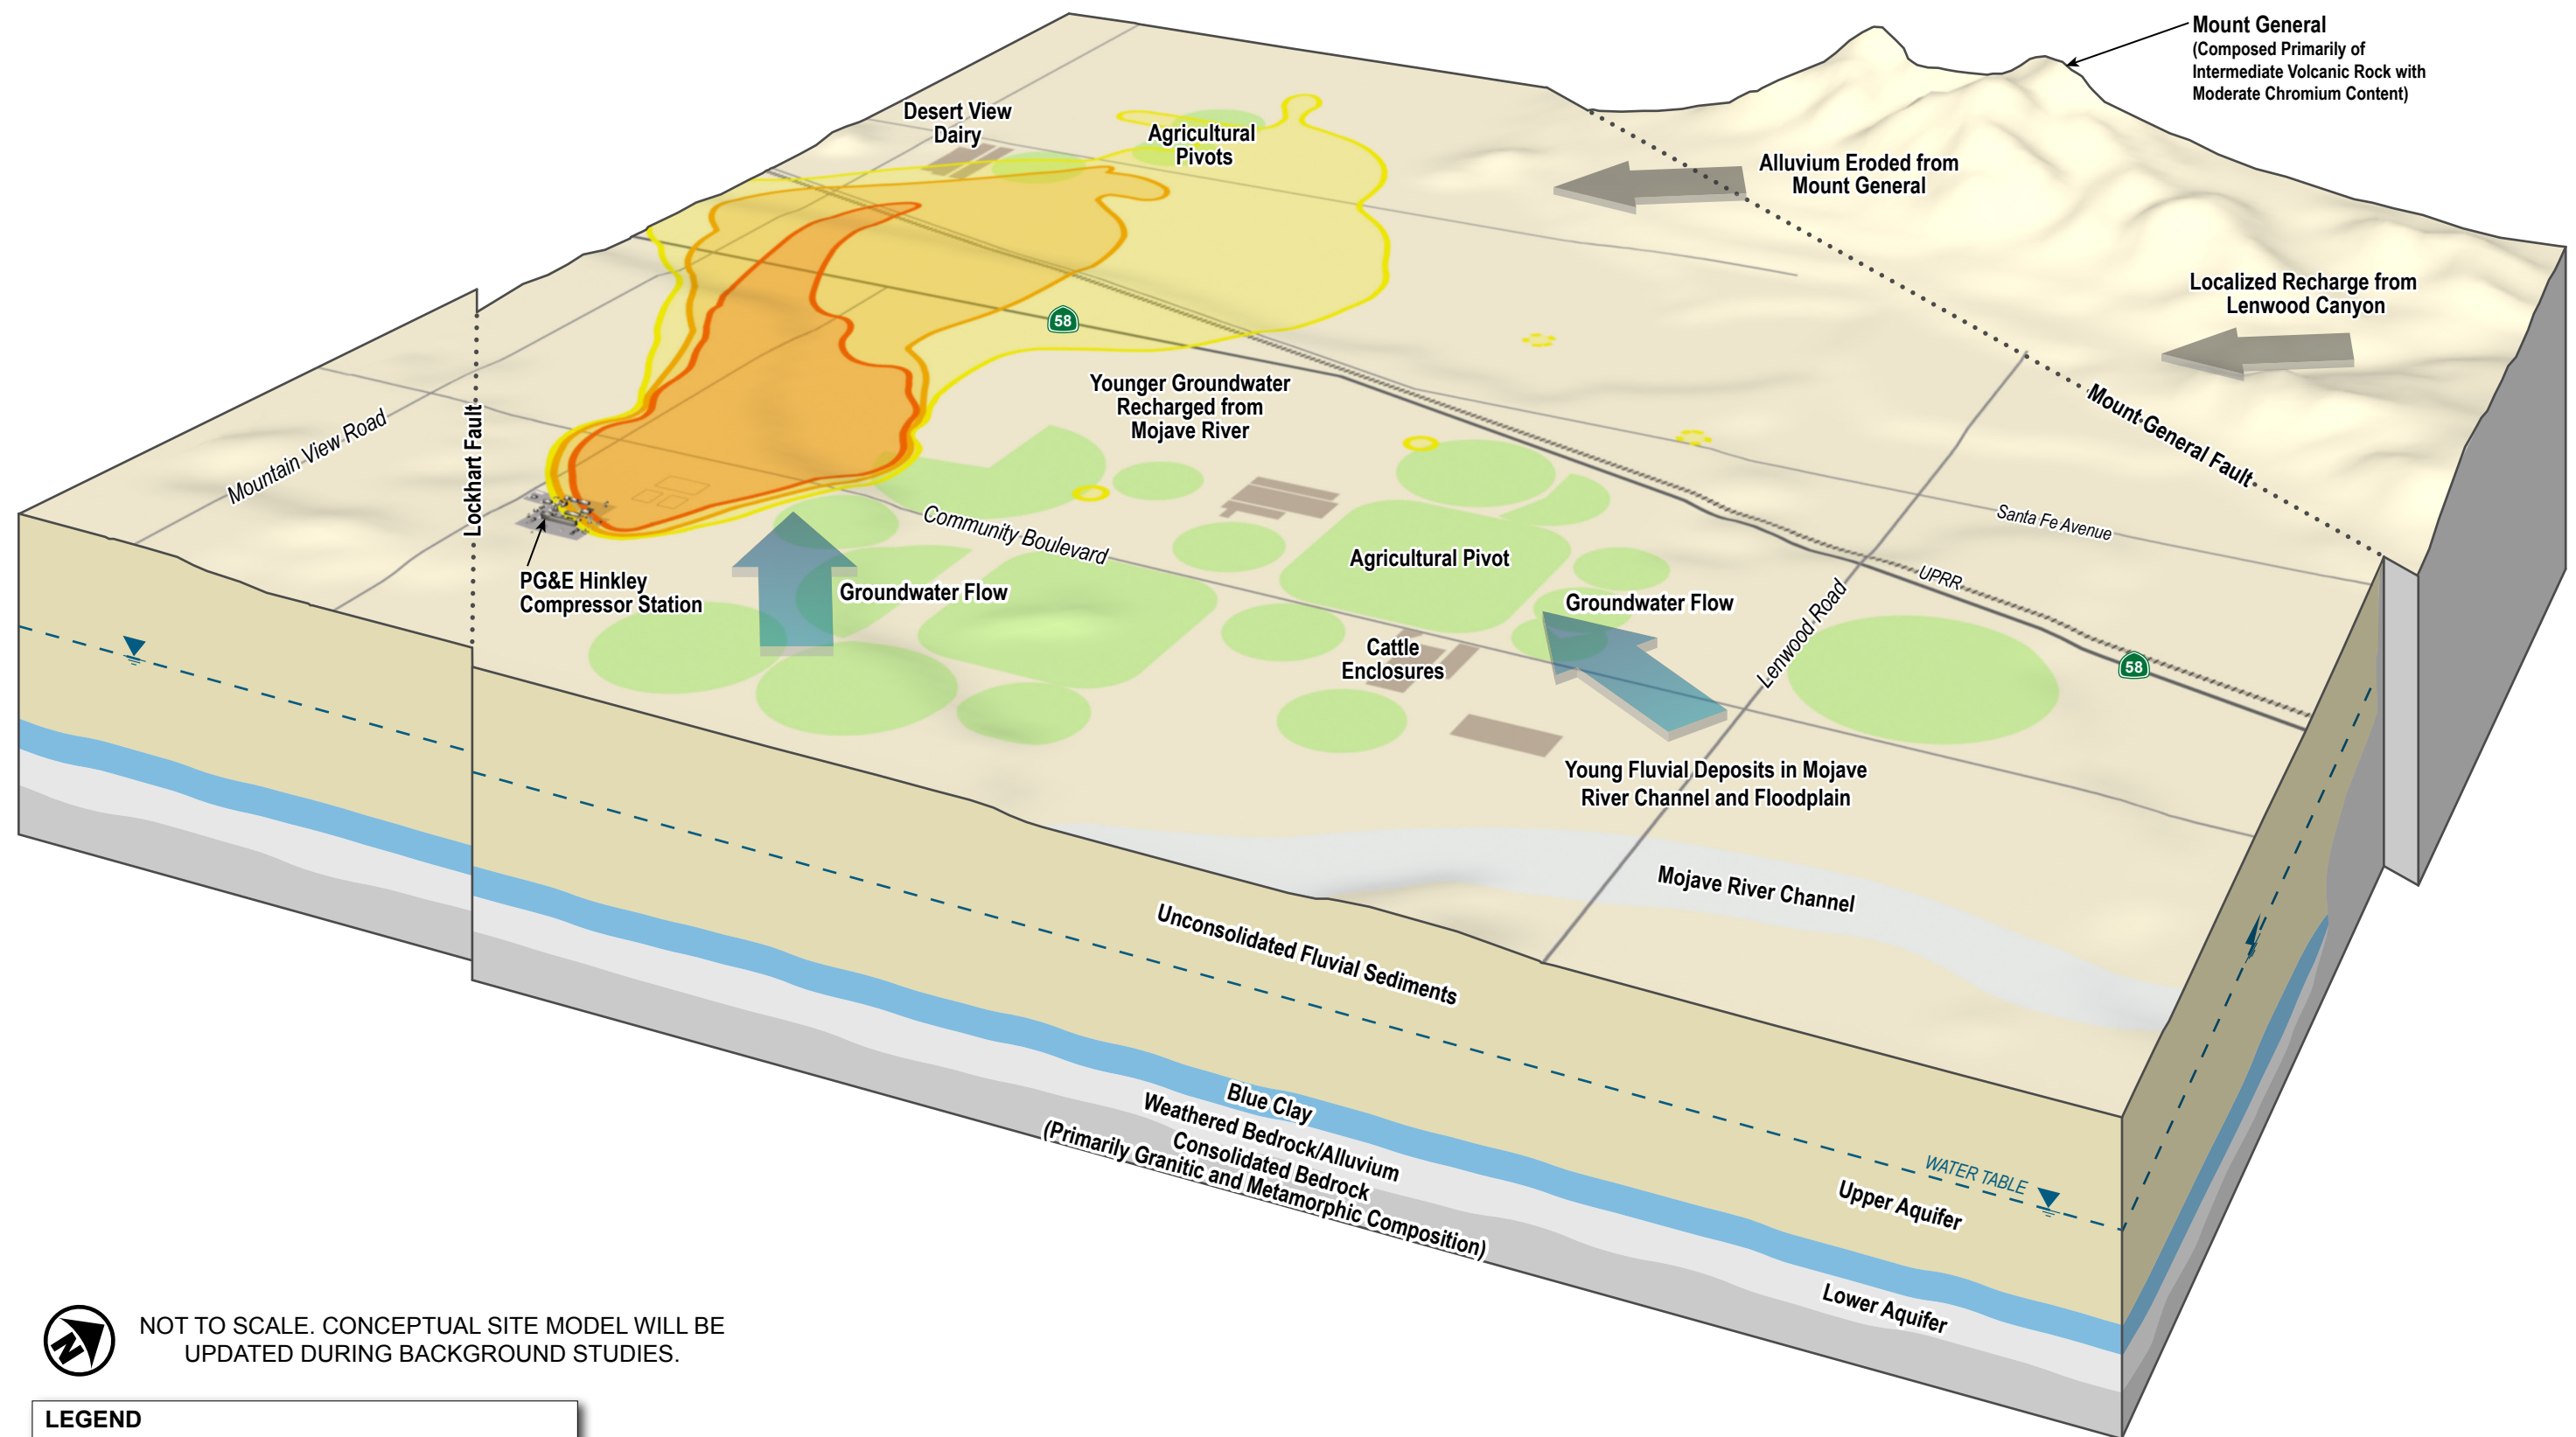 Mount General
(Composed Primarily of
Intermediate Volcanic Rock with
Moderate Chromium Content)
Desert View
Dairy
Agricultural
Pivots
Alluvium Eroded from
Mount General
Localized Recharge from
Lenwood Canyon
58
Younger Groundwater
Recharged from
Mojave River
Mountain View Road
Lockhart Fault
Mount General Fault
Santa Fe Avenue
Community Boulevard
UPRR
PG&E Hinkley
Compressor Station
Groundwater Flow
Agricultural Pivot
Groundwater Flow
Lenwood Road
Cattle
Enclosures
58
Young Fluvial Deposits in Mojave
River Channel and Floodplain
Mojave River Channel
Unconsolidated Fluvial Sediments
Blue Clay
Weathered Bedrock/Alluvium
Consolidated Bedrock
(Primarily Granitic and Metamorphic Composition)
WATER TABLE
Upper Aquifer
Lower Aquifer
N
NOT TO SCALE. CONCEPTUAL SITE MODEL WILL BE
UPDATED DURING BACKGROUND STUDIES.
LEGEND